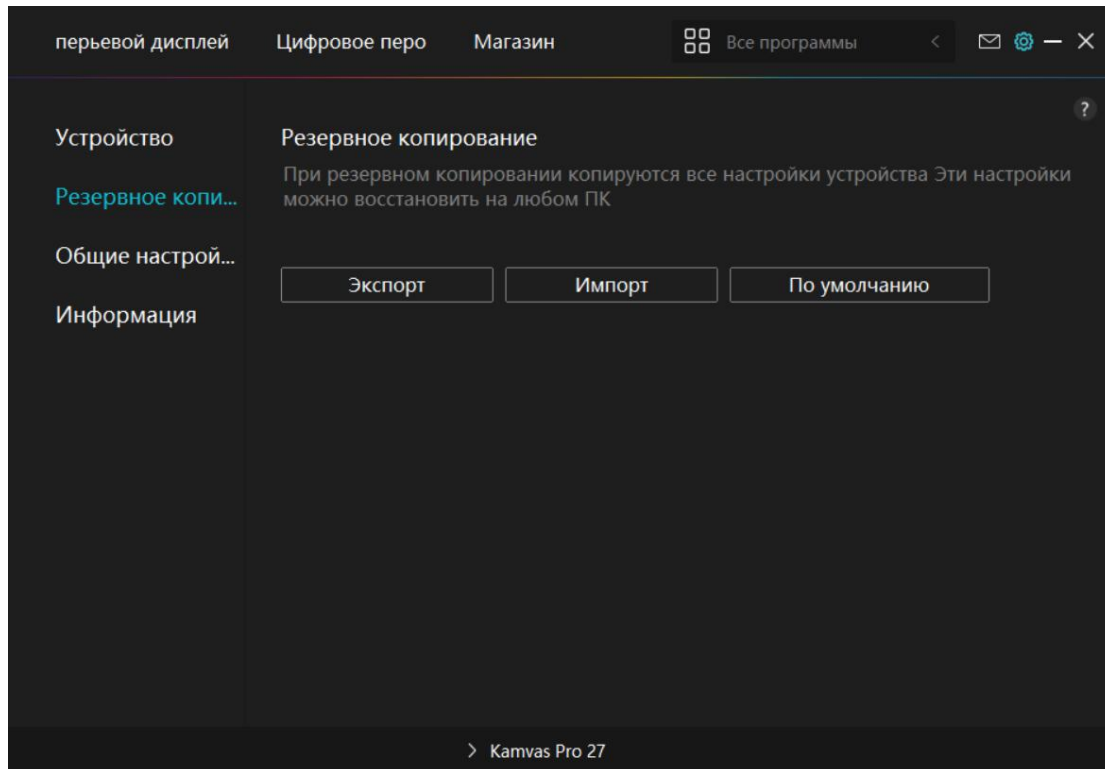 перьевой дисплей
Цифровое перо
Магазин
Все программы
?
Устройство
Резервное копи...
Общие настрой...
Информация
Резервное копирование
При резервном копировании копируются все настройки устройства Эти настройки
можно восстановить на любом ПК
Экспорт
Импорт
По умолчанию
Kamvas Pro 27